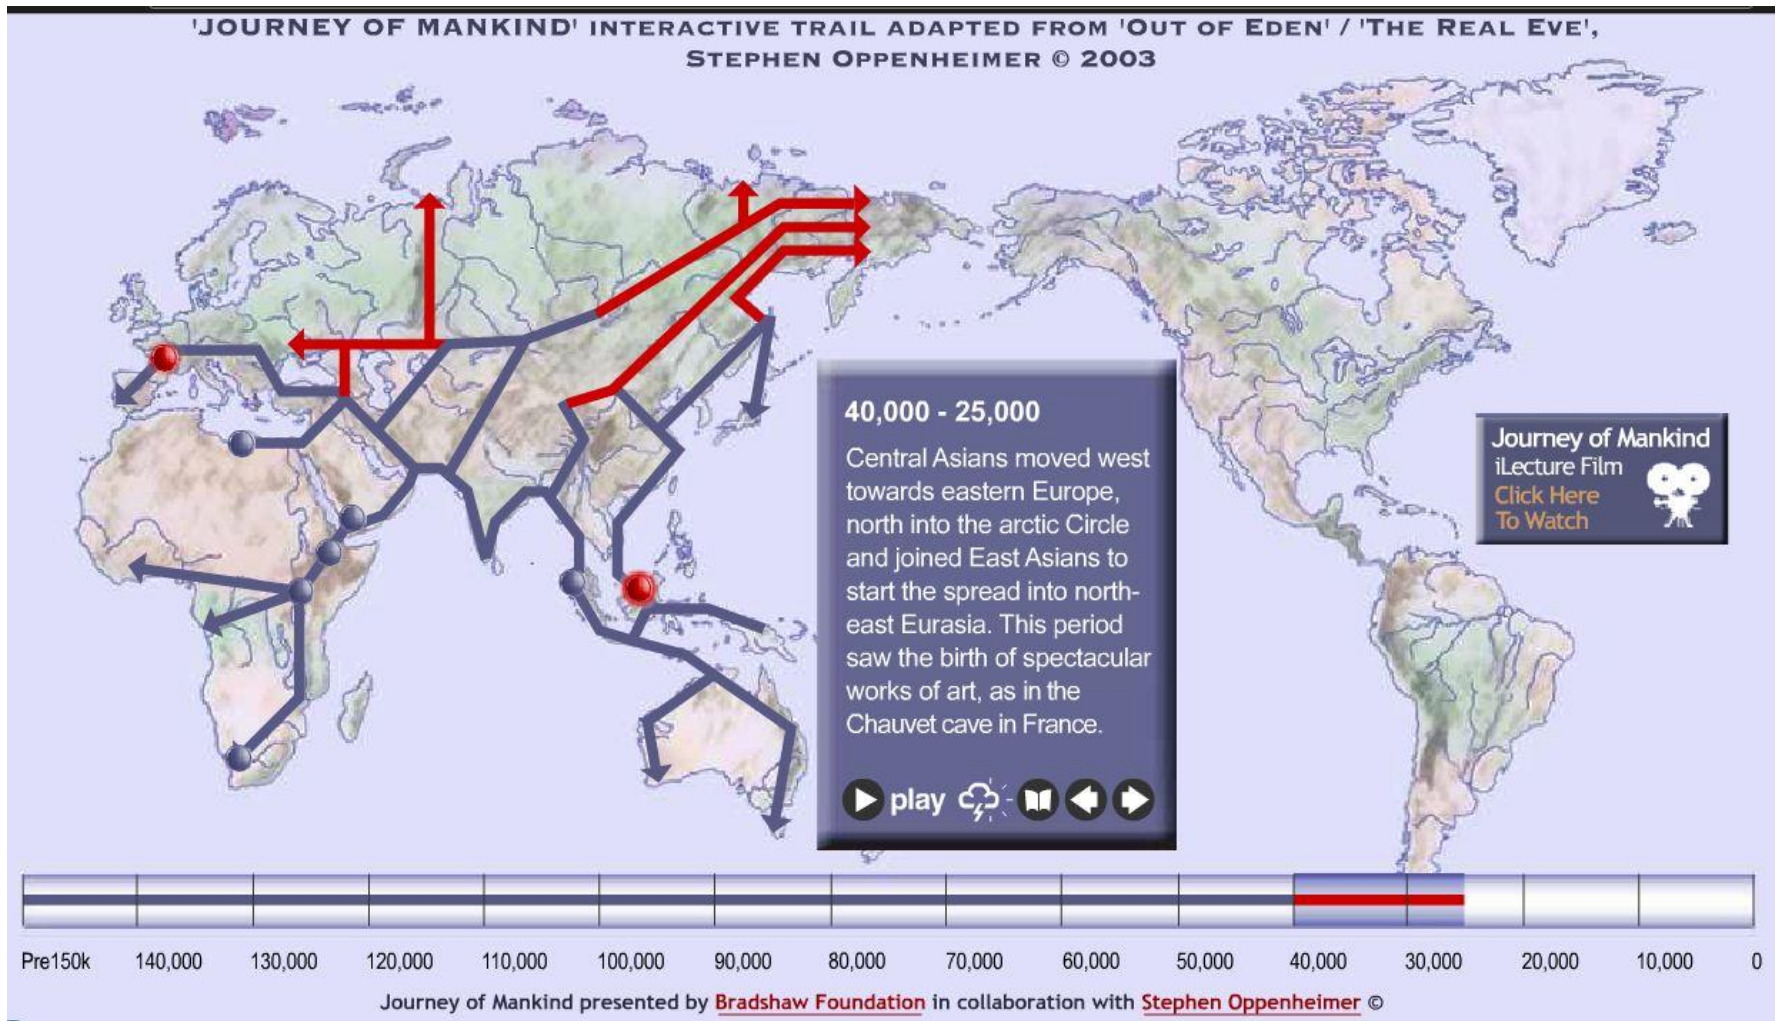 'JOURNEY OF MANKIND' INTERACTIVE TRAIL ADAPTED FROM 'OUT OF EDEN' / 'THE REAL EVE',
STEPHEN OPPENHEIMER © 2003
40,000 - 25,000
Central Asians moved west
towards eastern Europe,
north into the arctic Circle
and joined East Asians to
start the spread into north-
east Eurasia. This period
saw the birth of spectacular
works of art, as in the
Chauvet cave in France.
play
Journey of Mankind
iLecture Film
Click Here
To Watch
Pre150k 140,000 130,000 120,000 110,000 100,000 90,000 80,000 70,000 60,000 50,000 40,000 30,000 20,000 10,000 0
Journey of Mankind presented by Bradshaw Foundation in collaboration with Stephen Oppenheimer ©